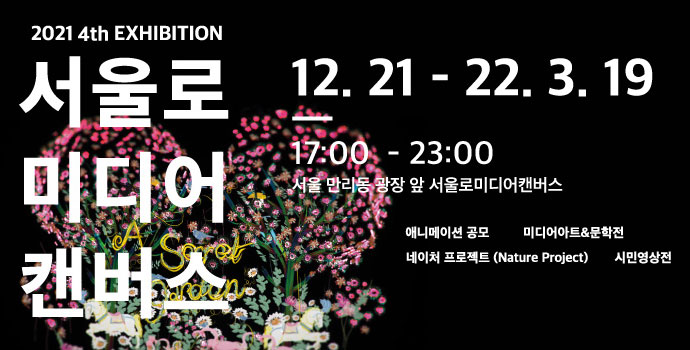 2021 4th EXHIBITION
서울로
미디어
캔버스
12. 21 - 22. 3. 19
17:00 - 23:00
서울 만리동 광장 앞 서울로미디어캔버스
애니메이션 공모 미디어아트&문학전
네이처 프로젝트 (Nature Project) 시민영상전
A Secret
Garden